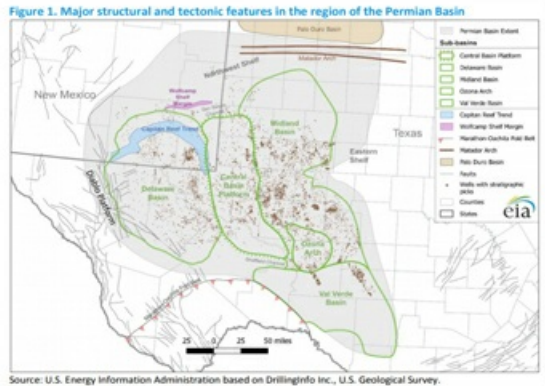 Figure 1. Major structural and tectonic features in the region of the Permian Basin
Palo Duro Basin
Matador Arch
Northwest Shelf
New Mexico
Wolfcamp
Shelf
Margin
Capitan Reef Trend
Midland
Basin
Texas
Eastern
Shelf
Diablo Platform
Delaware
Basin
Central
Basin
Platform
Ozona
Arch
Val Verde
Basin
25 0 25 50 miles
Permian Basin Extent
Sub-basins
Central Basin Platform
Delaware Basin
Midland Basin
Ozona Arch
Val Verde Basin
Capitan Reef Trend
Wolfcamp Shelf Margin
Marathon-Ouchita Fold Belt
Matador Arch
Palo Duro Basin
Faults
Wells with stratigraphic
picks
Counties
States
eia
Source: U.S. Energy Information Administration based on DrillingInfo Inc., U.S. Geological Survey.